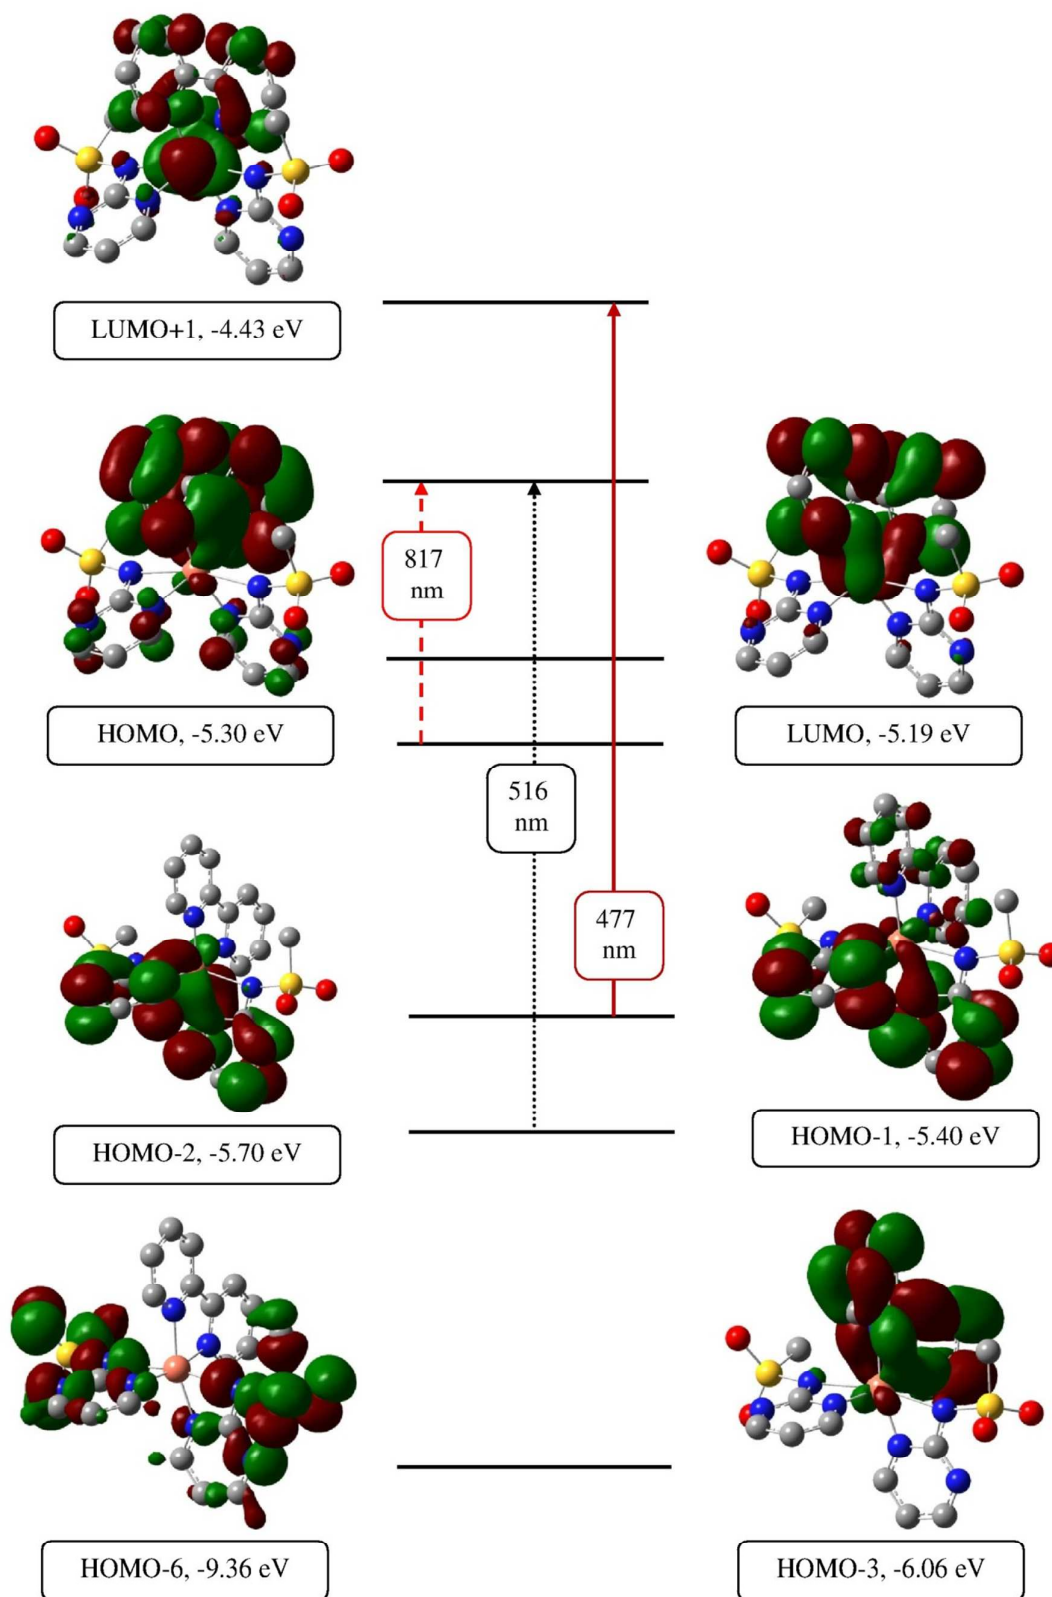 LUMO+1, -4.43 eV
817
nm
HOMO, -5.30 eV
LUMO, -5.19 eV
516
nm
477
nm
HOMO-2, -5.70 eV
HOMO-1, -5.40 eV
HOMO-6, -9.36 eV
HOMO-3, -6.06 eV